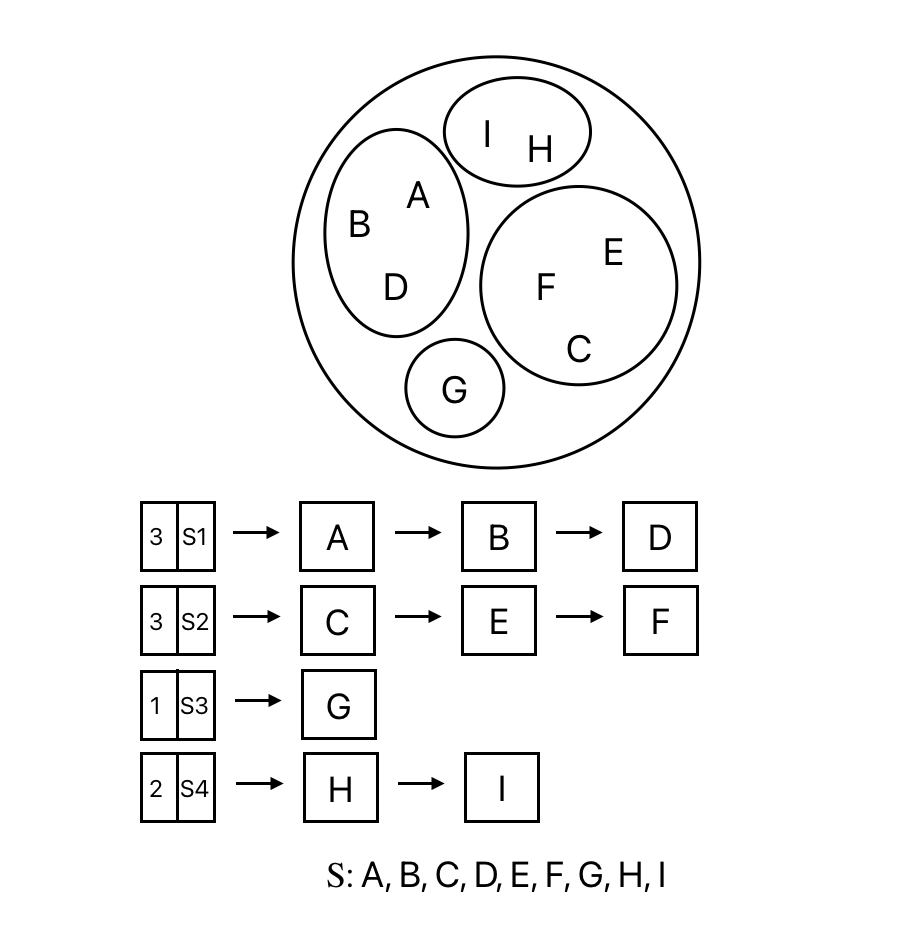 I H
A
B
E
F
D
C
G
3 S1 A B D
3 S2 C E F
1 S3 G
2 S4 H I
S: A, B, C, D, E, F, G, H, I